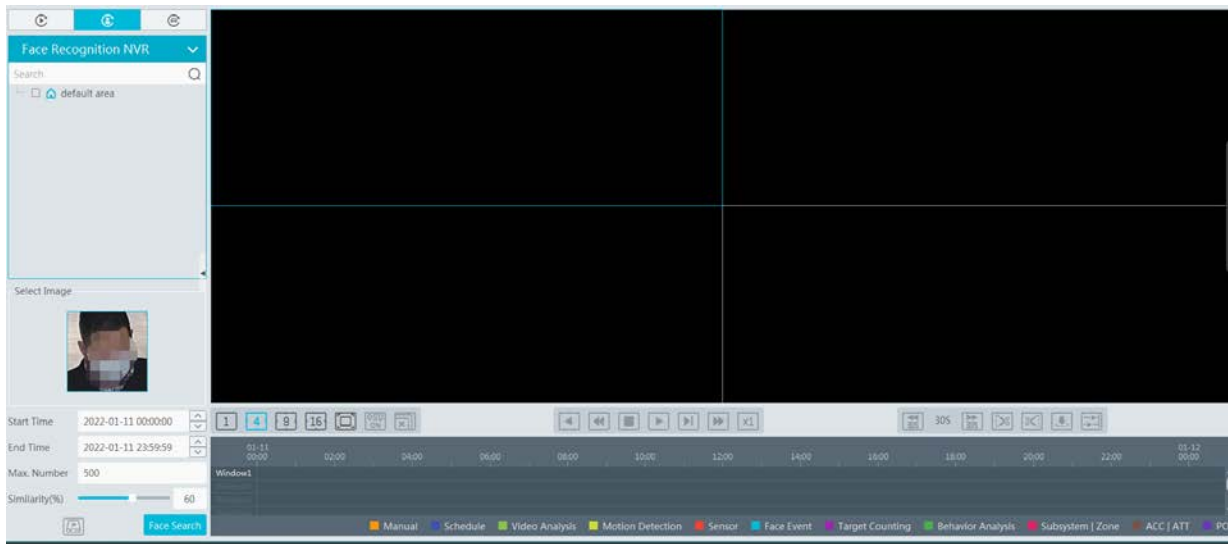 Face Recognition NVR
Search
default area
Select Image
Start Time 2022-01-11 00:00:00
End Time 2022-01-11 23:59:59
Max. Number 500
Similarity(%) 60
Face Search
1 4 9 16
x1
30S
01-11 01-12
00:00 02:00 04:00 06:00 08:00 10:00 12:00 14:00 16:00 18:00 20:00 22:00 00:00
Window1
Manual Schedule Video Analysis Motion Detection Sensor Face Event Target Counting Behavior Analysis Subsystem | Zone ACC | ATT PO